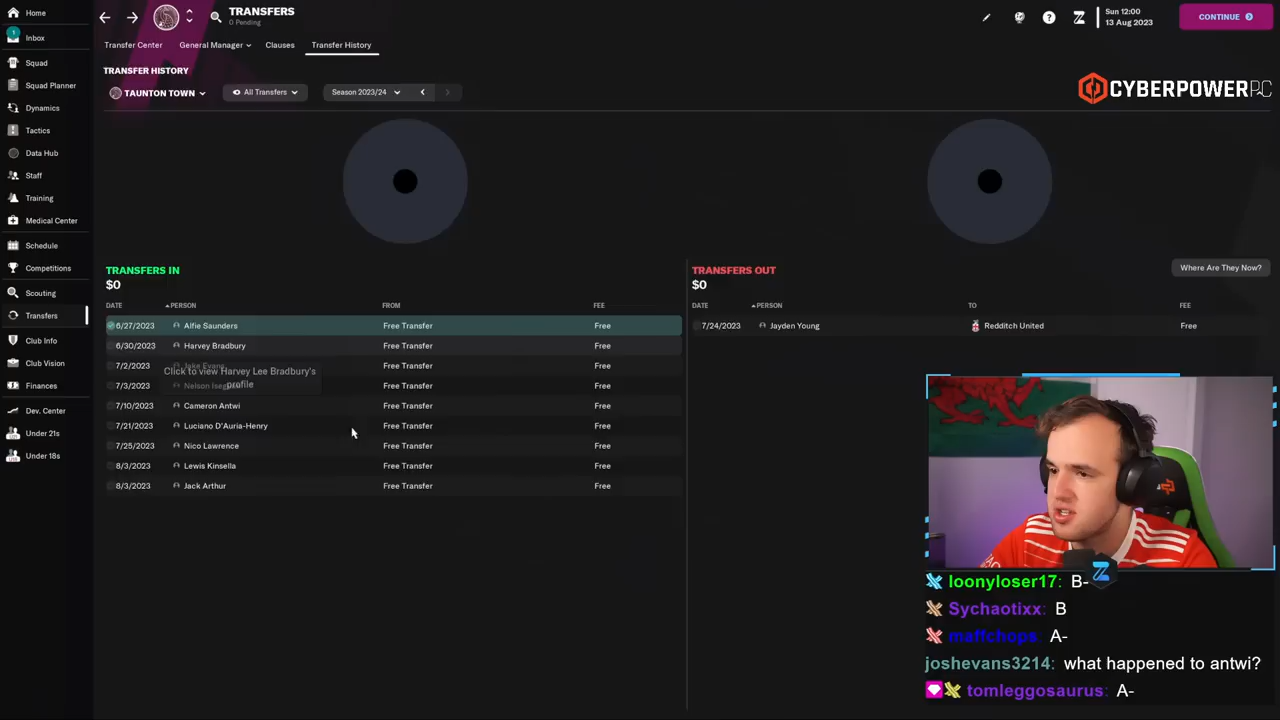 Home
TRANSFERS
0 Pending
Sun 12:00
13 Aug 2023
CONTINUE
1
Inbox
Transfer Center
General Manager
Clauses
Transfer History
Squad
TRANSFER HISTORY
Squad Planner
TAUNTON TOWN
All Transfers
Season 2023/24
CYBERPOWERPC
Dynamics
Tactics
Data Hub
Staff
Training
Medical Center
Schedule
Competitions
TRANSFERS IN
$0
TRANSFERS OUT
$0
Where Are They Now?
Scouting
DATE PERSON FROM FEE
DATE PERSON TO FEE
Transfers
6/27/2023 Alfie Saunders Free Transfer Free
7/24/2023 Jayden Young Redditch United Free
Club Info
6/30/2023 Harvey Bradbury Free Transfer Free
Club Vision
7/2/2023 Jake Evans Free Transfer Free
Click to view Harvey Lee Bradbury's
profile
Finances
7/3/2023 Nelson Free Transfer Free
Dev. Center
7/10/2023 Cameron Antwi Free Transfer Free
Under 21s
7/21/2023 Luciano D'Auria-Henry Free Transfer Free
7/25/2023 Nico Lawrence Free Transfer Free
Under 18s
8/3/2023 Lewis Kinsella Free Transfer Free
8/3/2023 Jack Arthur Free Transfer Free
loonyloser17: B-
Sychaotixx: B
maffchops: A-
joshevans3214: what happened to antwi?
tomleggosaurus: A-